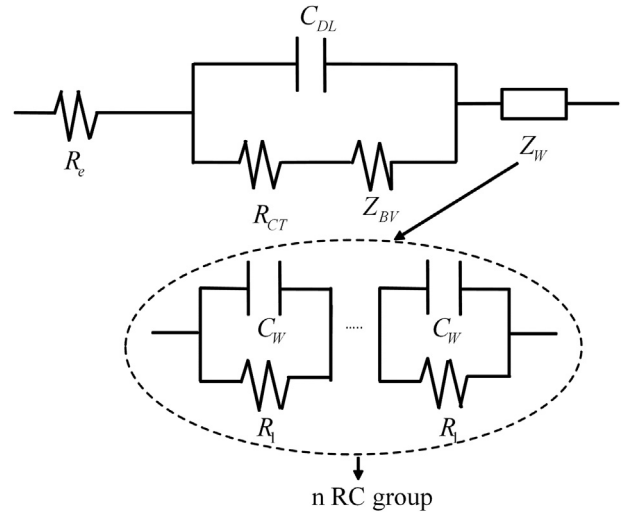 C_DL
R_e
R_CT
Z_BV
Z_W
C_W ..... C_W
R_1 R_1
n RC group